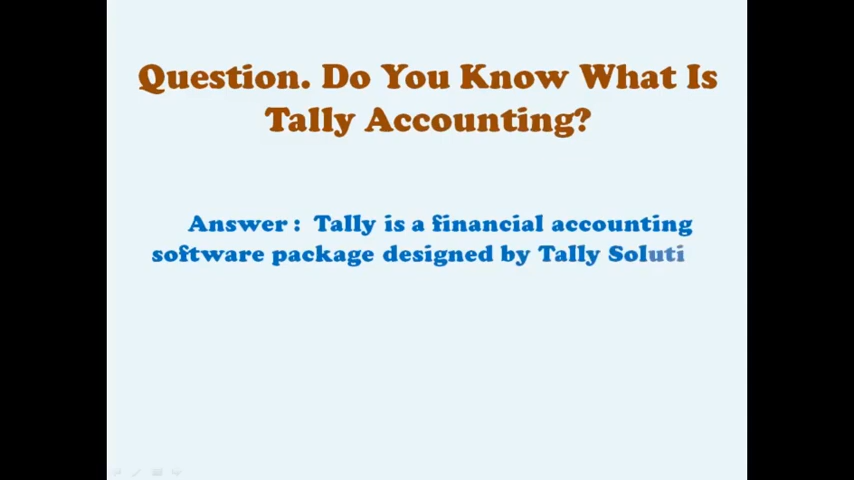 Question. Do You Know What Is
Tally Accounting?
Answer : Tally is a financial accounting
software package designed by Tally Soluti